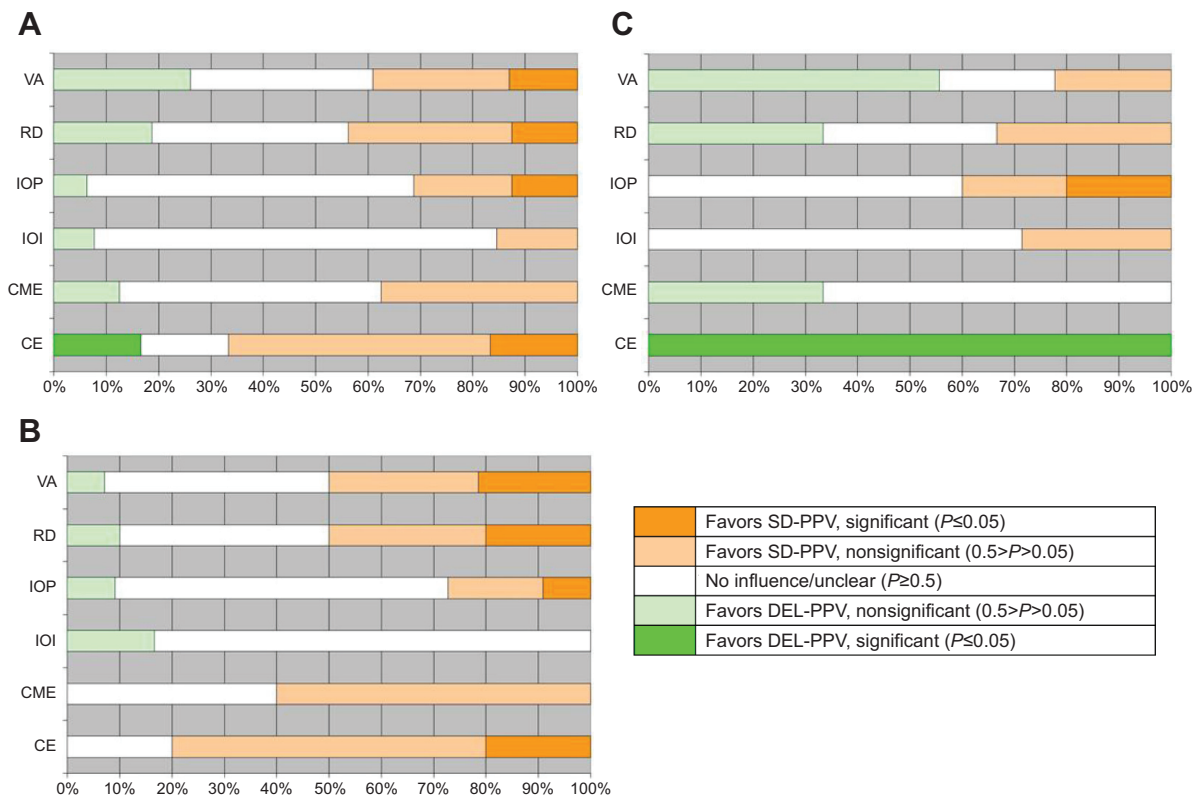 A
VA
RD
IOP
IOI
CME
CE
0% 10% 20% 30% 40% 50% 60% 70% 80% 90% 100%
C
VA
RD
IOP
IOI
CME
CE
0% 10% 20% 30% 40% 50% 60% 70% 80% 90% 100%
B
VA
RD
IOP
IOI
CME
CE
0% 10% 20% 30% 40% 50% 60% 70% 80% 90% 100%
Favors SD-PPV, significant (P≤0.05)
Favors SD-PPV, nonsignificant (0.5>P>0.05)
No influence/unclear (P≥0.5)
Favors DEL-PPV, nonsignificant (0.5>P>0.05)
Favors DEL-PPV, significant (P≤0.05)